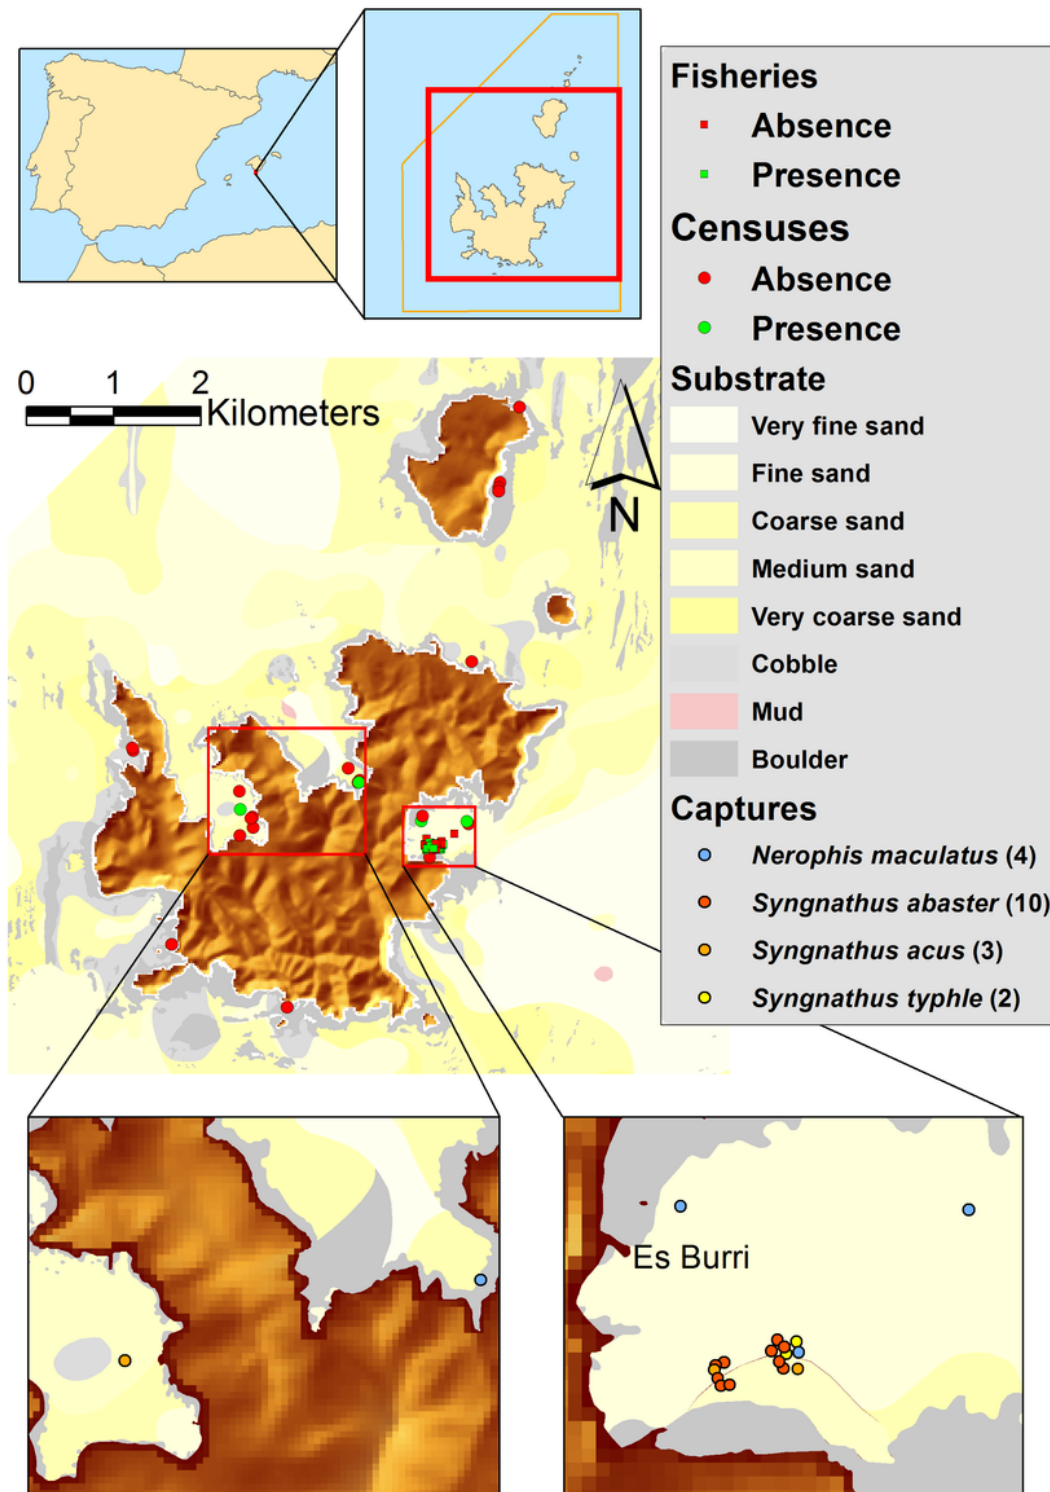 Fisheries
Absence
Presence
Censuses
Absence
Presence
Substrate
Very fine sand
Fine sand
Coarse sand
Medium sand
Very coarse sand
Cobble
Mud
Boulder
Captures
Nerophis maculatus (4)
Syngnathus abaster (10)
Syngnathus acus (3)
Syngnathus typhle (2)
0 1 2
Kilometers
N
Es Burri